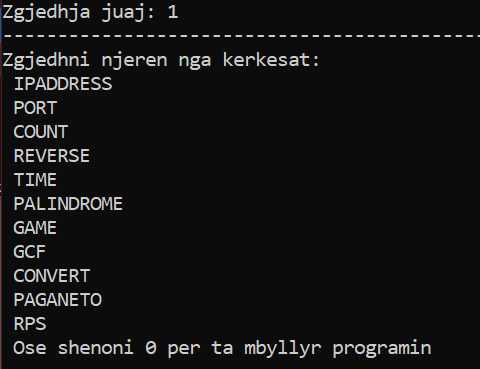 Zgjedhja juaj: 1
--------------------------------------------
Zgjedhni njeren nga kerkesat:
IPADDRESS
PORT
COUNT
REVERSE
TIME
PALINDROME
GAME
GCF
CONVERT
PAGANETO
RPS
Ose shenoni 0 per ta mbyllyr programin